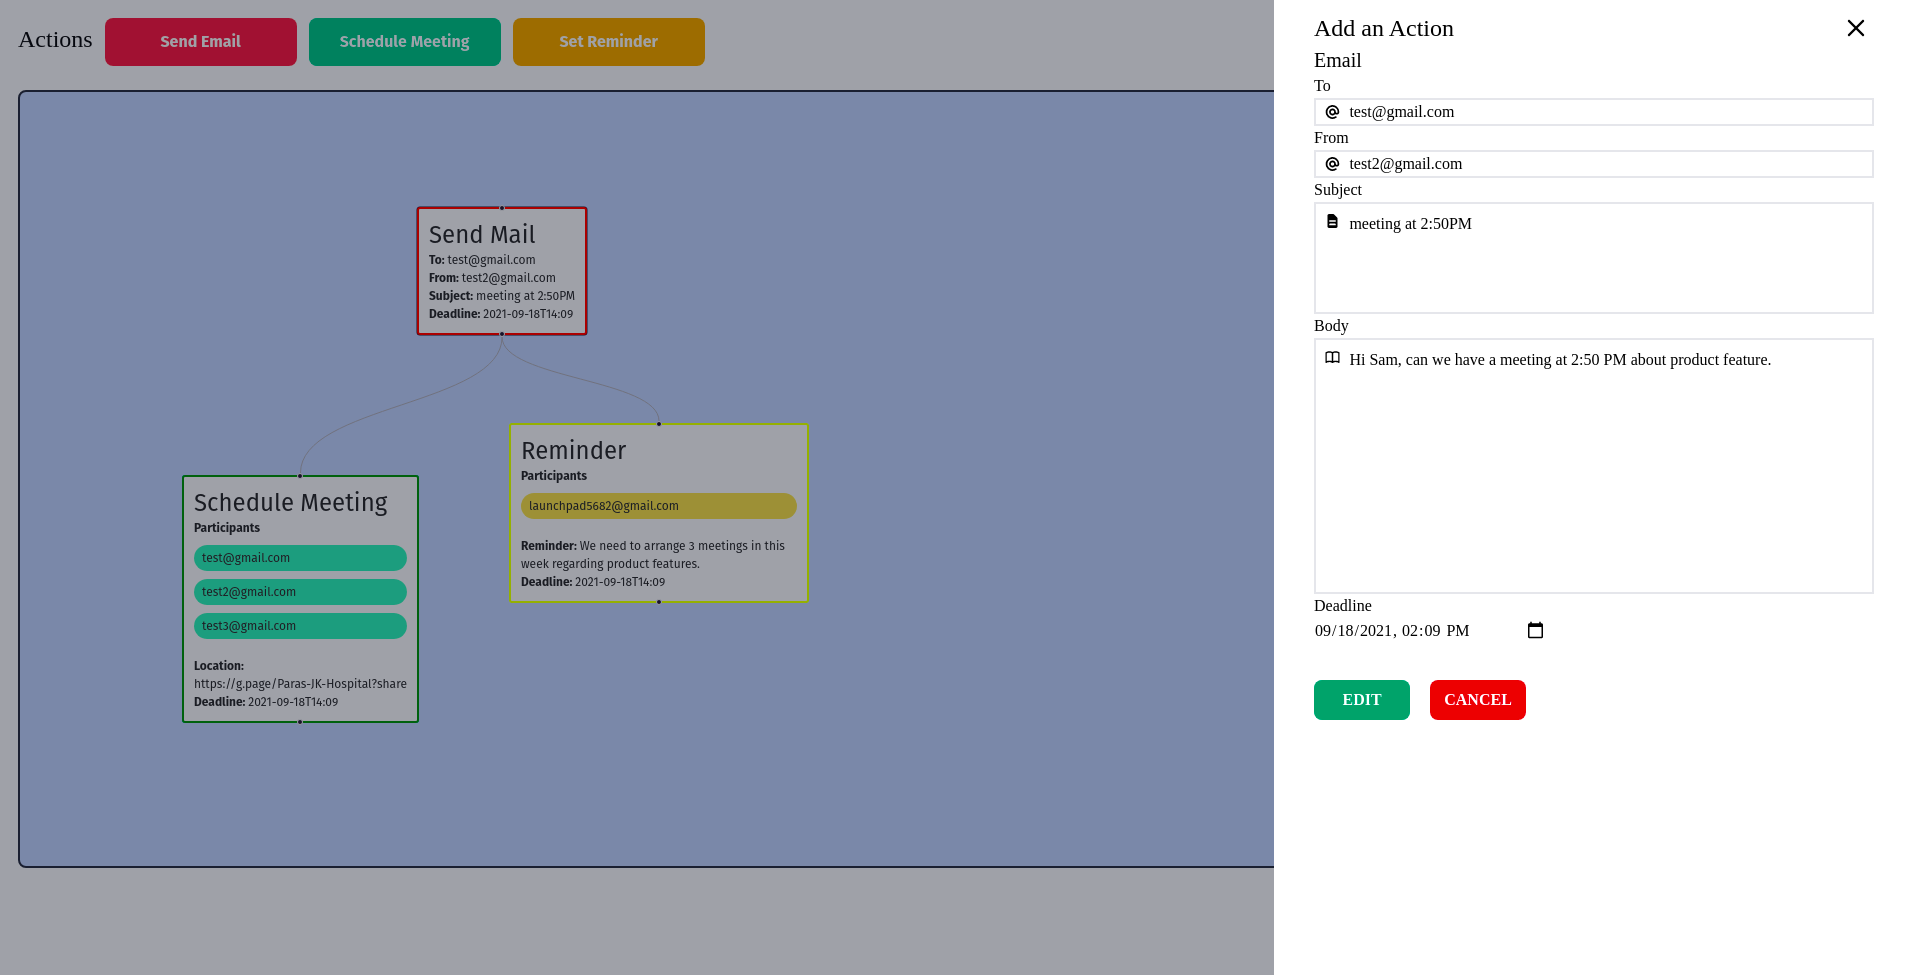 Actions
Send Email
Schedule Meeting
Set Reminder
Send Mail
To: test@gmail.com
From: test2@gmail.com
Subject: meeting at 2:50PM
Deadline: 2021-09-18T14:09
Reminder
Participants
launchpad5682@gmail.com
Reminder: We need to arrange 3 meetings in this
week regarding product features.
Deadline: 2021-09-18T14:09
Schedule Meeting
Participants
test@gmail.com
test2@gmail.com
test3@gmail.com
Location:
https://g.page/Paras-JK-Hospital?share
Deadline: 2021-09-18T14:09
Add an Action
Email
To
test@gmail.com
From
test2@gmail.com
Subject
meeting at 2:50PM
Body
Hi Sam, can we have a meeting at 2:50 PM about product feature.
Deadline
09/18/2021, 02:09 PM
EDIT
CANCEL